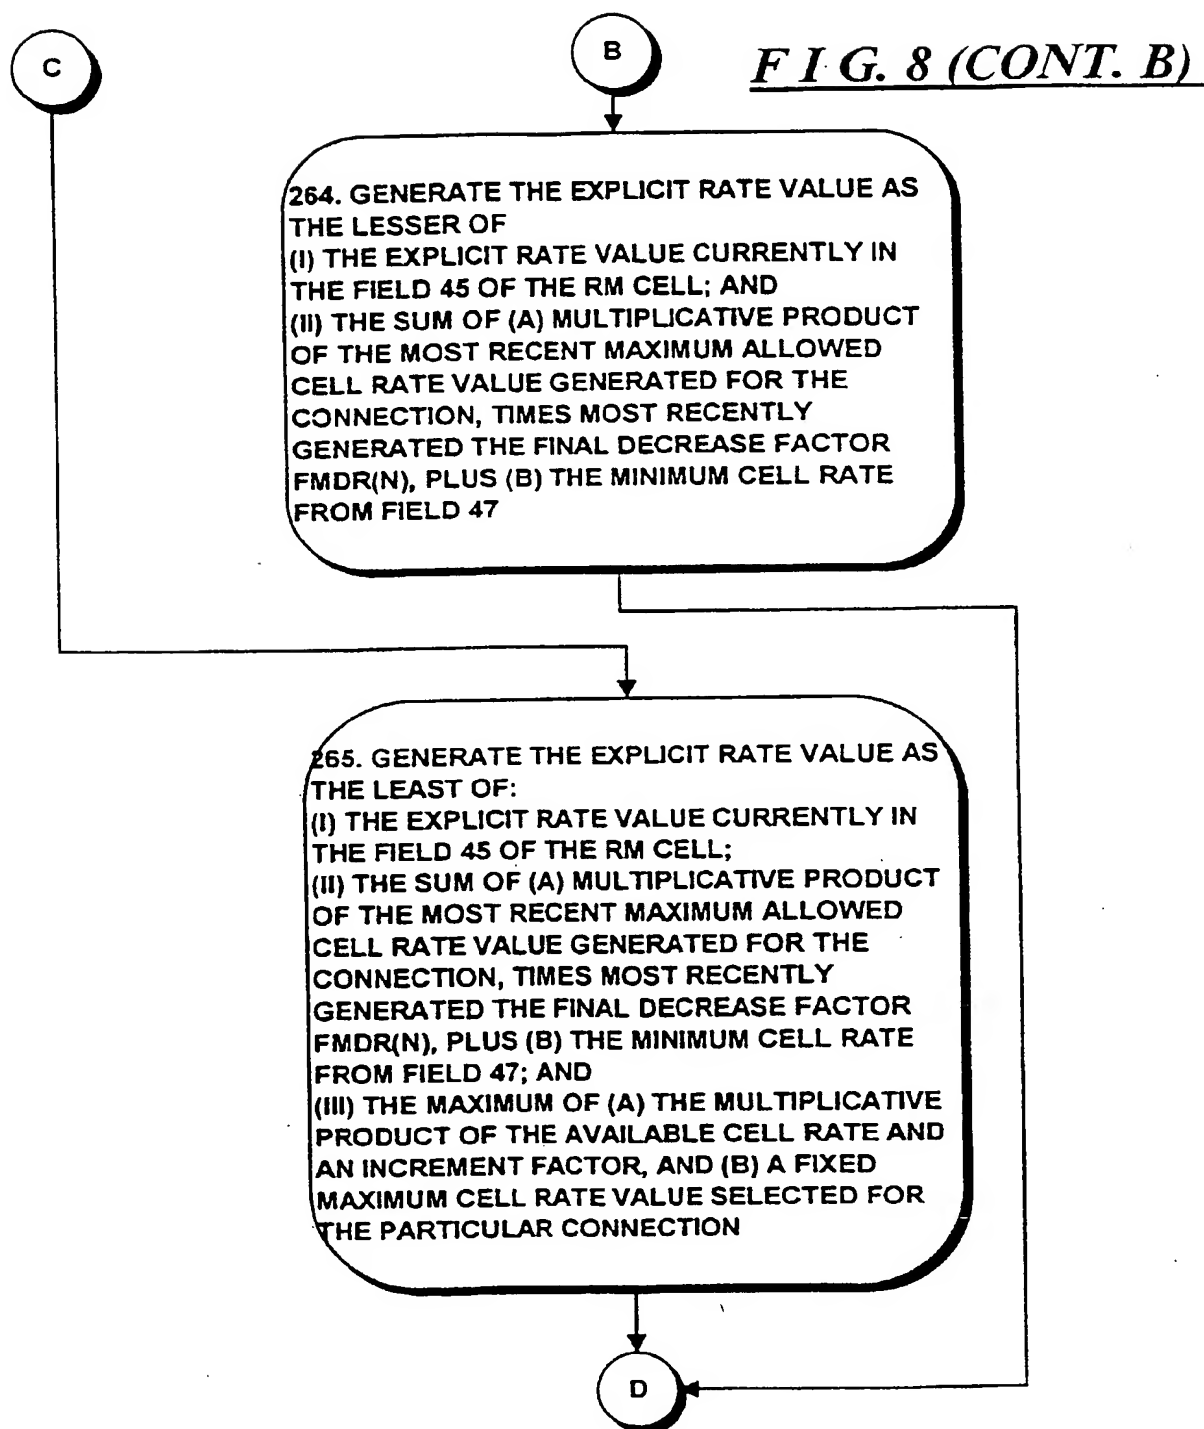 C
B
F I G. 8 (CONT. B)
264. GENERATE THE EXPLICIT RATE VALUE AS
THE LESSER OF
(I) THE EXPLICIT RATE VALUE CURRENTLY IN
THE FIELD 45 OF THE RM CELL; AND
(II) THE SUM OF (A) MULTIPLICATIVE PRODUCT
OF THE MOST RECENT MAXIMUM ALLOWED
CELL RATE VALUE GENERATED FOR THE
CONNECTION, TIMES MOST RECENTLY
GENERATED THE FINAL DECREASE FACTOR
FMDR(N), PLUS (B) THE MINIMUM CELL RATE
FROM FIELD 47
265. GENERATE THE EXPLICIT RATE VALUE AS
THE LEAST OF:
(I) THE EXPLICIT RATE VALUE CURRENTLY IN
THE FIELD 45 OF THE RM CELL;
(II) THE SUM OF (A) MULTIPLICATIVE PRODUCT
OF THE MOST RECENT MAXIMUM ALLOWED
CELL RATE VALUE GENERATED FOR THE
CONNECTION, TIMES MOST RECENTLY
GENERATED THE FINAL DECREASE FACTOR
FMDR(N), PLUS (B) THE MINIMUM CELL RATE
FROM FIELD 47; AND
(III) THE MAXIMUM OF (A) THE MULTIPLICATIVE
PRODUCT OF THE AVAILABLE CELL RATE AND
AN INCREMENT FACTOR, AND (B) A FIXED
MAXIMUM CELL RATE VALUE SELECTED FOR
THE PARTICULAR CONNECTION
D